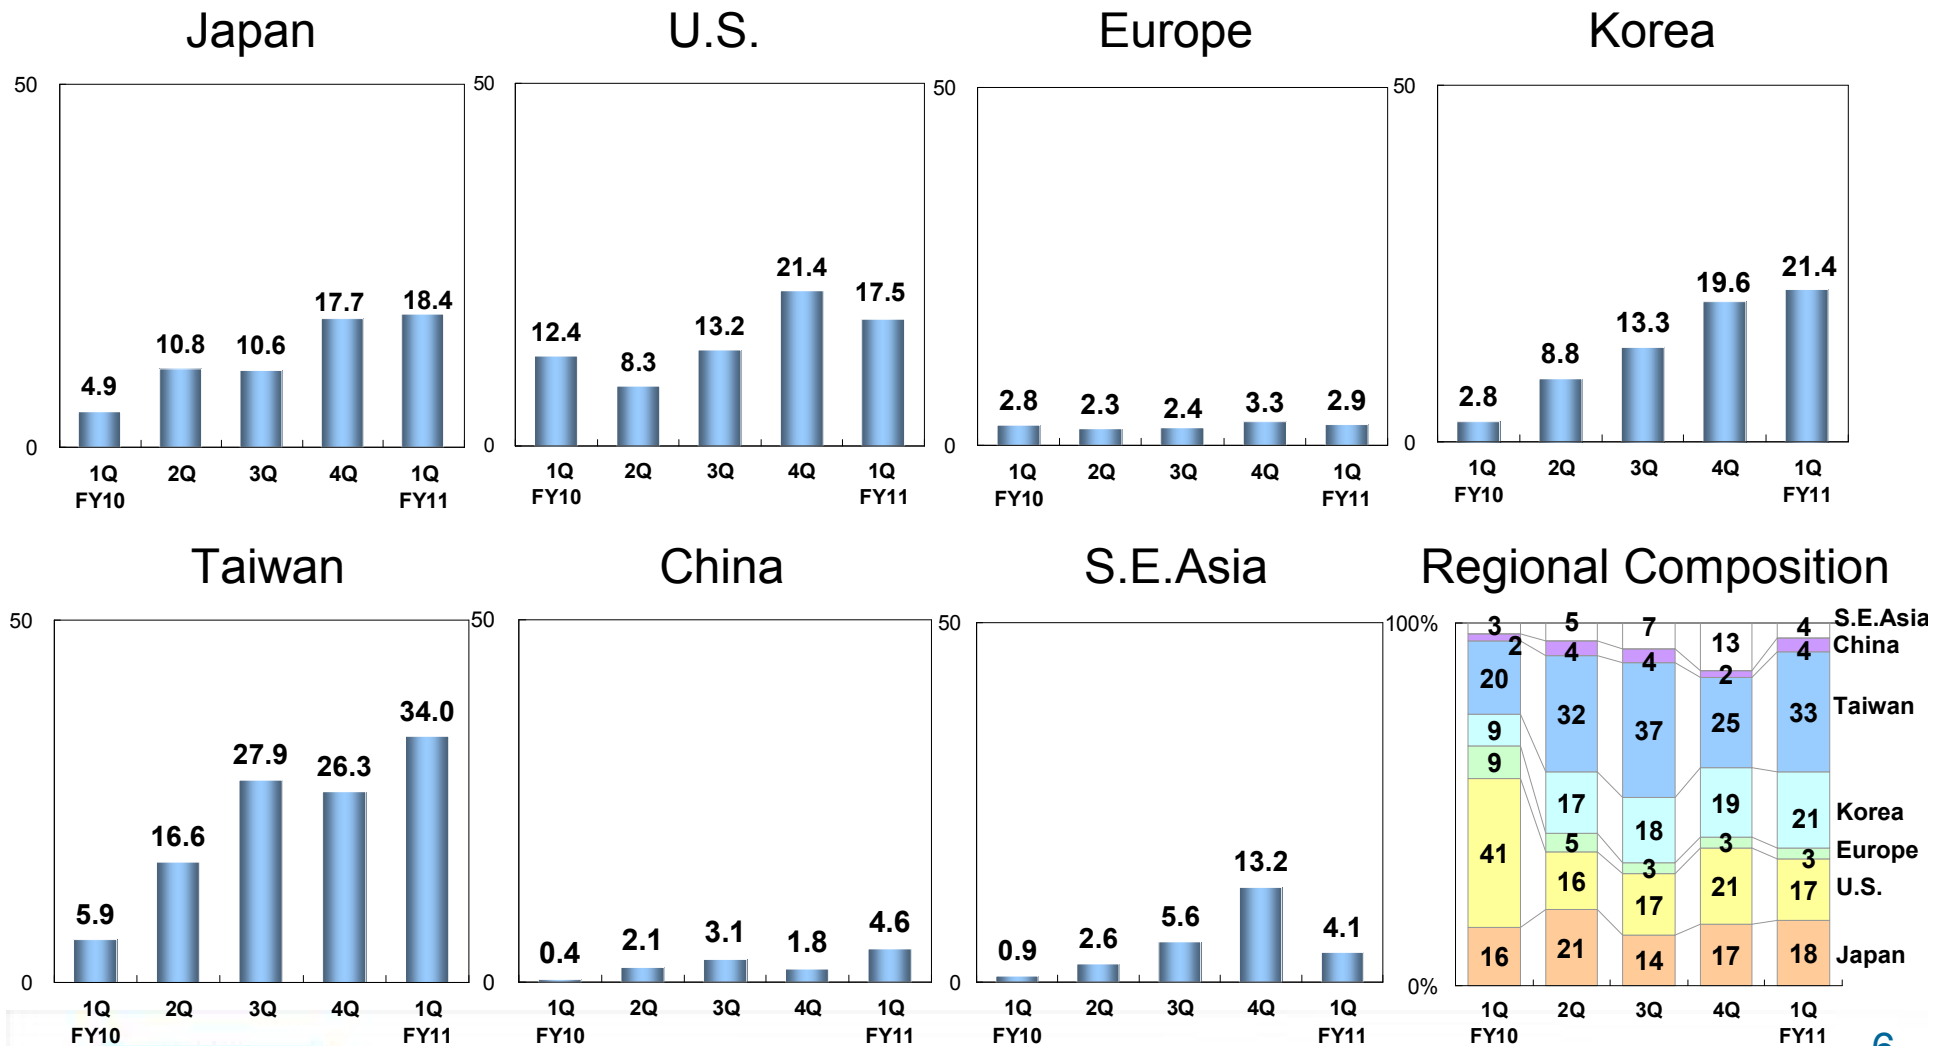 Japan
50
4.9
10.8
10.6
17.7
18.4
0
1Q 2Q 3Q 4Q 1Q
FY10 FY11
U.S.
50
12.4
8.3
13.2
21.4
17.5
0
1Q 2Q 3Q 4Q 1Q
FY10 FY11
Europe
50
2.8
2.3
2.4
3.3
2.9
0
1Q 2Q 3Q 4Q 1Q
FY10 FY11
Korea
50
2.8
8.8
13.3
19.6
21.4
0
1Q 2Q 3Q 4Q 1Q
FY10 FY11
Taiwan
50
5.9
16.6
27.9
26.3
34.0
0
1Q 2Q 3Q 4Q 1Q
FY10 FY11
China
50
0.4
2.1
3.1
1.8
4.6
0
1Q 2Q 3Q 4Q 1Q
FY10 FY11
S.E.Asia
50
0.9
2.6
5.6
13.2
4.1
0
1Q 2Q 3Q 4Q 1Q
FY10 FY11
Regional Composition
100%
3 5 7 13 4 S.E.Asia
2 4 4 2 4 China
20 32 37 25 33 Taiwan
9 17 18 19 21 Korea
9 5 3 3 3 Europe
41 16 17 21 17 U.S.
16 21 14 17 18 Japan
0%
1Q 2Q 3Q 4Q 1Q
FY10 FY11